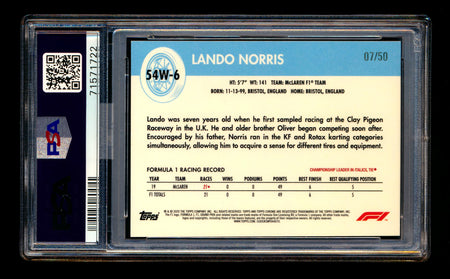 LANDO NORRIS
07/50
54W-6
HT: 5'7" WT: 141 TEAM: McLAREN F1® TEAM
BORN: 11-13-99, BRISTOL, ENGLAND HOME: BRISTOL, ENGLAND
Lando was seven years old when he first sampled racing at the Clay Pigeon
Raceway in the U.K. He and older brother Oliver began competing soon after.
Encouraged by his father, Norris ran in the KF and Rotax karting categories
simultaneously, allowing him to acquire a sense for different tires and equipment.
FORMULA 1 RACING RECORD
CHAMPIONSHIP LEADER IN ITALICS, TIE
YEAR TEAM RACES WINS PODIUMS POINTS BEST FINISH BEST QUALIFYING POSITION
19 McLAREN 21 0 0 49 6 5
F1 TOTALS 21 0 0 49 6 5
Topps
F1
71571722
PSA